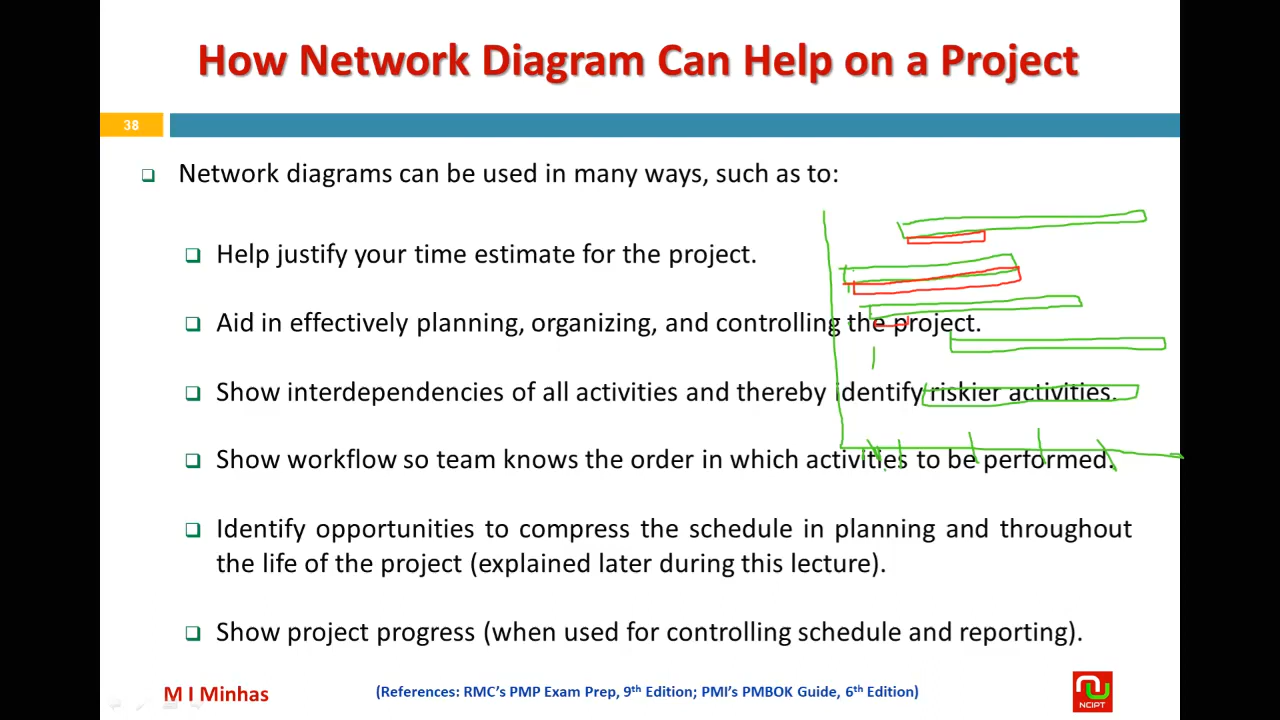 How Network Diagram Can Help on a Project
38
Network diagrams can be used in many ways, such as to:
Help justify your time estimate for the project.
Aid in effectively planning, organizing, and controlling the project.
Show interdependencies of all activities and thereby identify riskier activities.
Show workflow so team knows the order in which activities to be performed.
Identify opportunities to compress the schedule in planning and throughout
the life of the project (explained later during this lecture).
Show project progress (when used for controlling schedule and reporting).
M I Minhas
(References: RMC's PMP Exam Prep, 9th Edition; PMI's PMBOK Guide, 6th Edition)
NCIPT